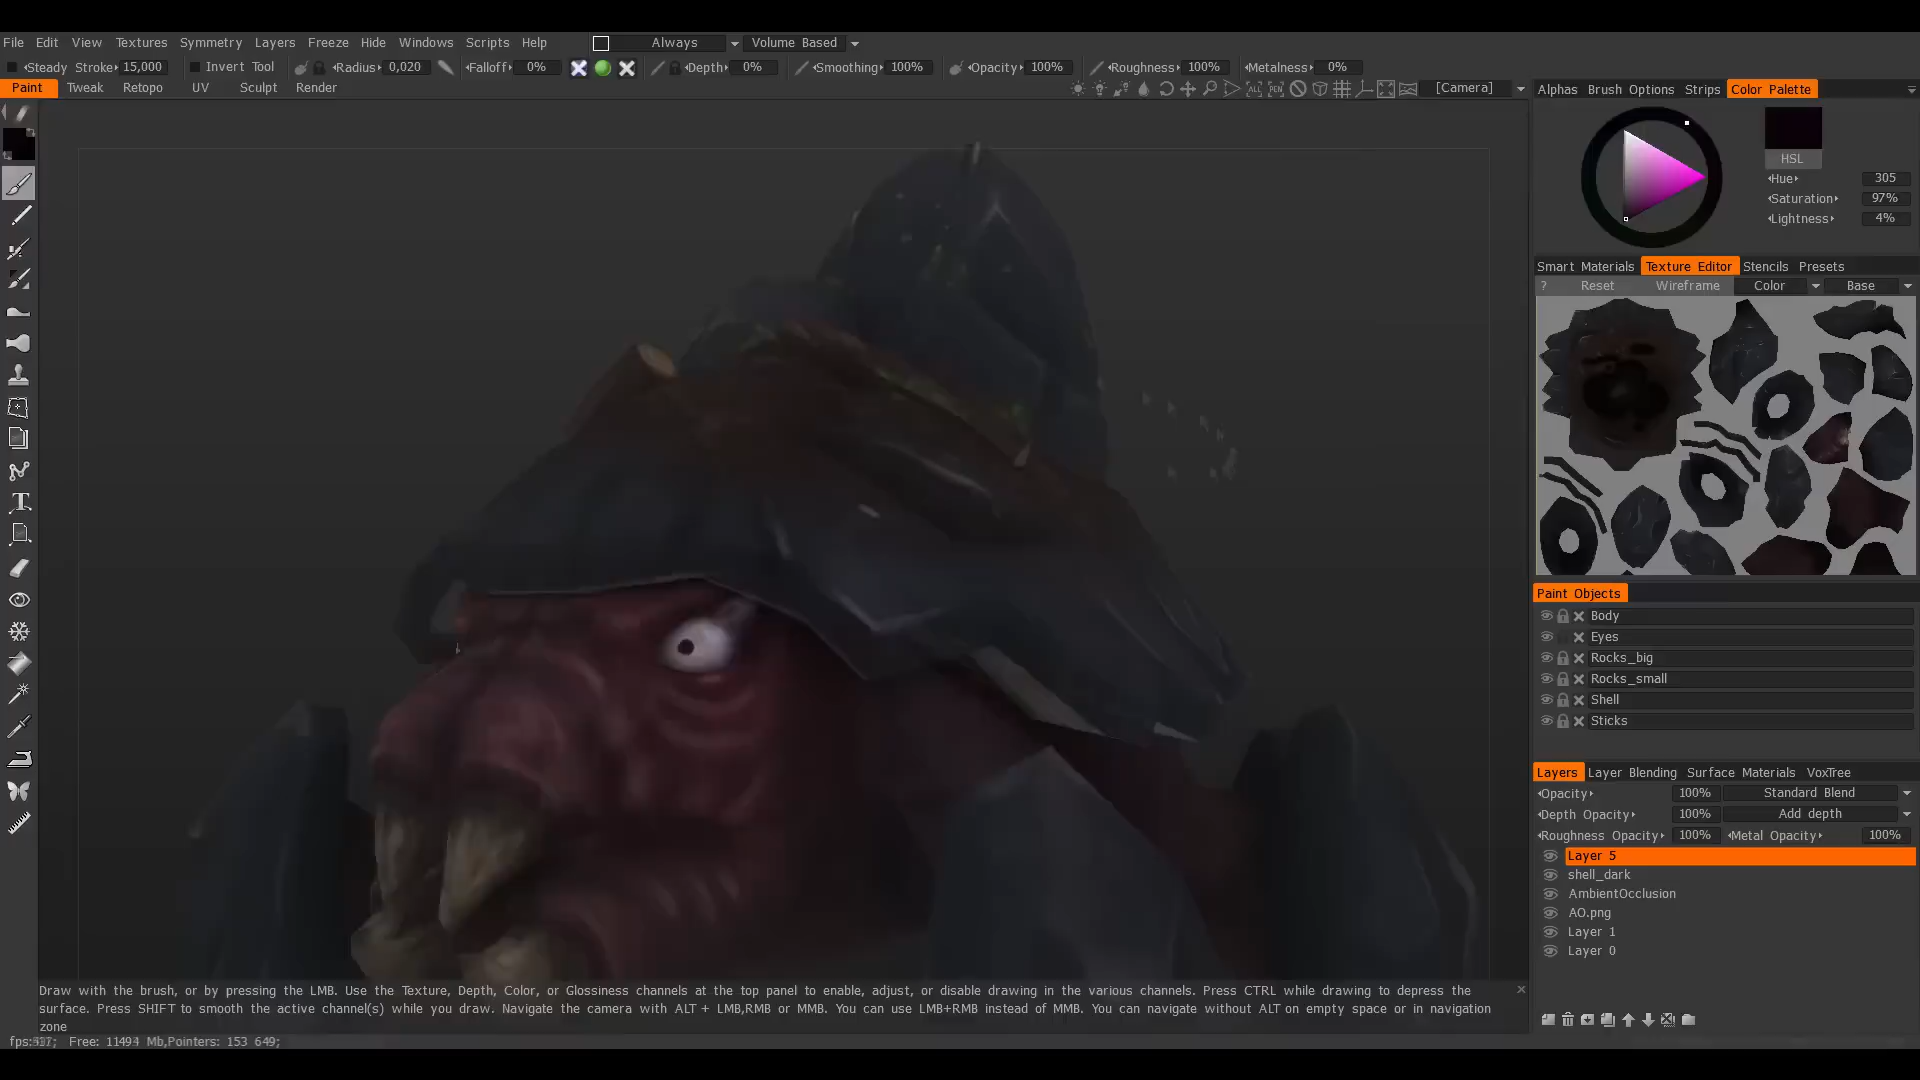 File Edit View Textures Symmetry Layers Freeze Hide Windows Scripts Help Always Volume Based
Steady Stroke 15,000 Invert Tool Radius 0,020 Falloff 0% Depth 0% Smoothing 100% Opacity 100% Roughness 100% Metalness 0%
Paint Tweak Retopo UV Sculpt Render [Camera]
Alphas Brush Options Strips Color Palette
HSL
Hue 305
Saturation 97%
Lightness 4%
Smart Materials Texture Editor Stencils Presets
? Reset Wireframe Color Base
Paint Objects
Body
Eyes
Rocks_big
Rocks_small
Shell
Sticks
Layers Layer Blending Surface Materials VoxTree
Opacity 100% Standard Blend
Depth Opacity 100% Add depth
Roughness Opacity 100% Metal Opacity 100%
Layer 5
shell_dark
AmbientOcclusion
AO.png
Layer 1
Layer 0
Draw with the brush, or by pressing the LMB. Use the Texture, Depth, Color, or Glossiness channels at the top panel to enable, adjust, or disable drawing in the various channels. Press CTRL while drawing to depress the
surface. Press SHIFT to smooth the active channel(s) while you draw. Navigate the camera with ALT + LMB,RMB or MMB. You can use LMB+RMB instead of MMB. You can navigate without ALT on empty space or in navigation
zone
Free: 11494 Mb,Pointers: 153 649;